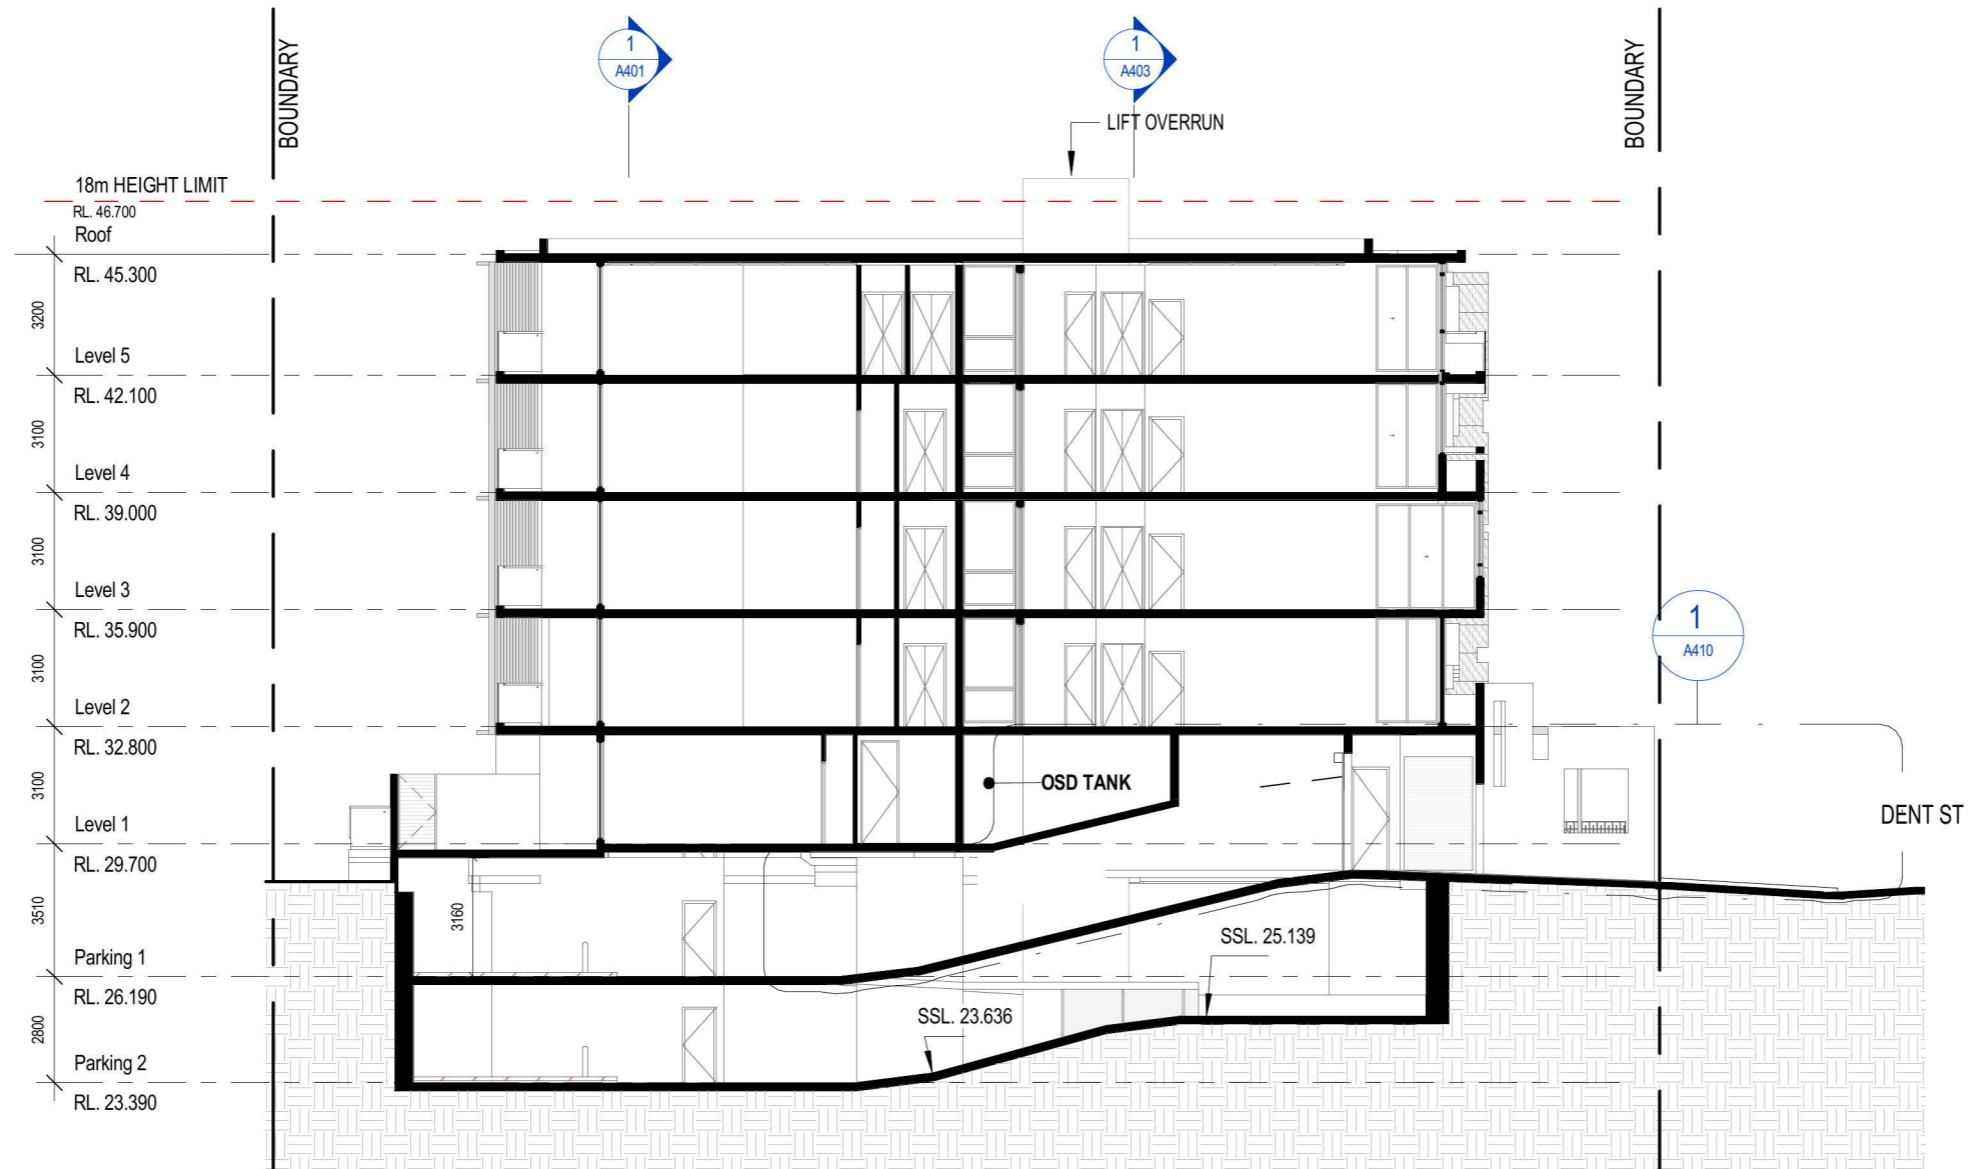 BOUNDARY
1
A401
1
A403
BOUNDARY
LIFT OVERRUN
18m HEIGHT LIMIT
RL. 46.700
Roof
RL. 45.300
3200
Level 5
RL. 42.100
3100
Level 4
RL. 39.000
3100
Level 3
RL. 35.900
3100
Level 2
RL. 32.800
3100
Level 1
RL. 29.700
3510
Parking 1
RL. 26.190
2800
Parking 2
RL. 23.390
1
A410
OSD TANK
DENT ST
3160
SSL. 25.139
SSL. 23.636